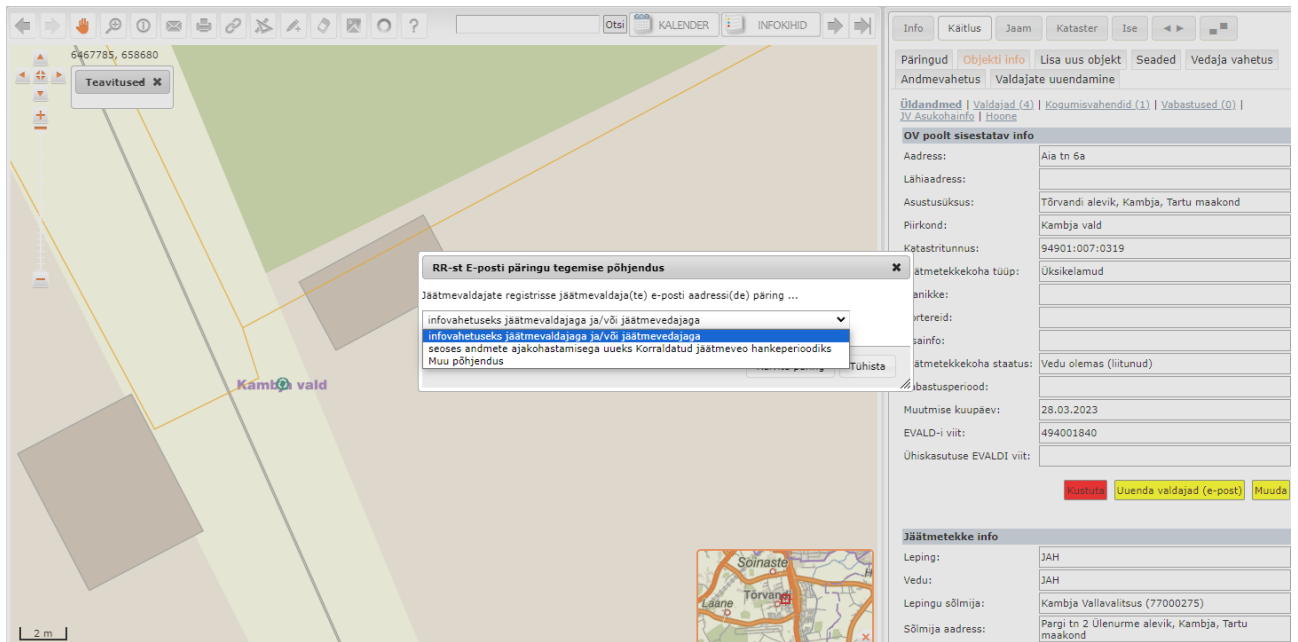 Otsi
KALENDER
INFOKIHID
?
6467785, 658680
Teavitused
Kambja vald
2 m
Soinaste
Laane
Tõrvandi
RR-st E-posti päringu tegemise põhjendus
Jäätmevaldajate registrisse jäätmevaldaja(te) e-posti aadressi(de) päring ...
infovahetuseks jäätmevaldajaga ja/või jäätmevedajaga
infovahetuseks jäätmevaldajaga ja/või jäätmevedajaga
seoses andmete ajakohastamisega uueks Korraldatud jäätmeveo hankeperioodiks
Muu põhjendus
Tühista
Info Käitlus Jaam Kataster Ise
Päringud Objekti info Lisa uus objekt Seaded Vedaja vahetus
Andmevahetus Valdajate uuendamine
Üldandmed | Valdajad (4) | Kogumisvahendid (1) | Vabastused (0) |
JV Asukohainfo | Hoone
OV poolt sisestatav info
Aadress: Aia tn 6a
Lähiaadress:
Asustusüksus: Tõrvandi alevik, Kambja, Tartu maakond
Piirkond: Kambja vald
Katastritunnus: 94901:007:0319
äätmetekkekoha tüüp: Üksikelamud
anikke:
ortereid:
sainfo:
äätmetekkekoha staatus: Vedu olemas (liitunud)
abastusperiood:
Muutmise kuupäev: 28.03.2023
EVALD-i viit: 494001840
Ühiskasutuse EVALDI viit:
Kustuta Uuenda valdajad (e-post) Muuda
Jäätmetekke info
Leping: JAH
Vedu: JAH
Lepingu sõlmija: Kambja Vallavalitsus (77000275)
Sõlmija aadress: Pargi tn 2 Ülenurme alevik, Kambja, Tartu
maakond